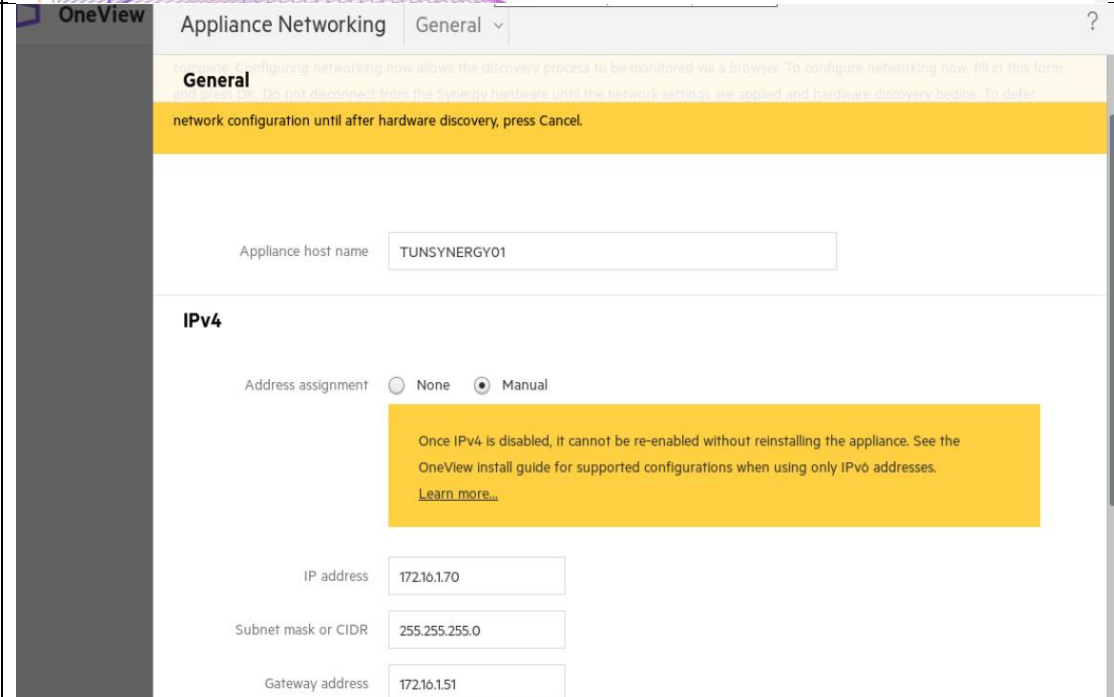 OneView
Appliance Networking General
?
complete. Configuring networking now allows the discovery process to be monitored via a browser. To configure networking now, fill in this form
General
and press OK. Do not disconnect from the Synergy hardware until the network settings are applied and hardware discovery begins. To defer
network configuration until after hardware discovery, press Cancel.
Appliance host name TUNSYNERGY01
IPv4
Address assignment None Manual
Once IPv4 is disabled, it cannot be re-enabled without reinstalling the appliance. See the
OneView install guide for supported configurations when using only IPv6 addresses.
Learn more...
IP address 172.16.1.70
Subnet mask or CIDR 255.255.255.0
Gateway address 172.16.1.51